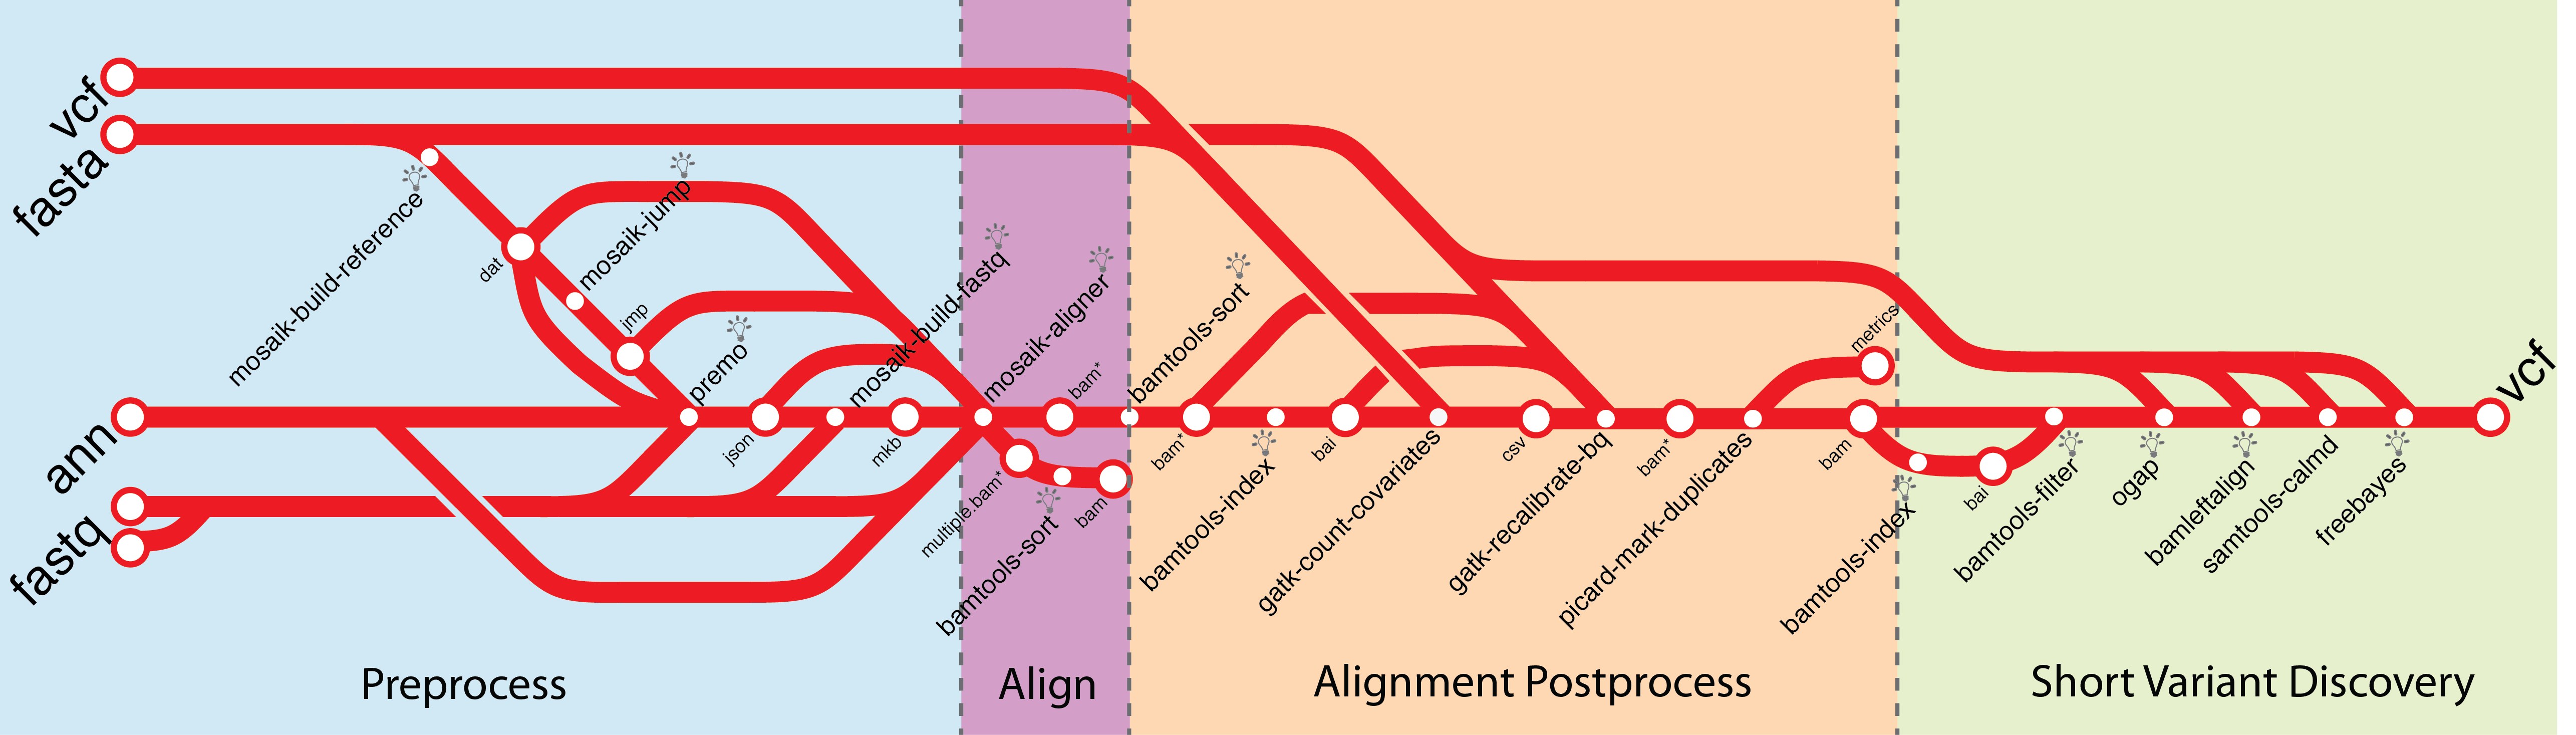 vcf
fasta
ann
fastq
mosaik-build-reference
dat
mosaik-jump
jmp
premo
json
mosaik-build-fastq
mkb
mosaik-aligner
multiple.bam*
bamtools-sort
bam
bam*
bamtools-sort
bam*
bamtools-index
bai
gatk-count-covariates
csv
gatk-recalibrate-bq
bam*
picard-mark-duplicates
metrics
bam
bamtools-index
bai
bamtools-filter
ogap
bamleftalign
samtools-calmd
freebayes
vcf
Preprocess
Align
Alignment Postprocess
Short Variant Discovery